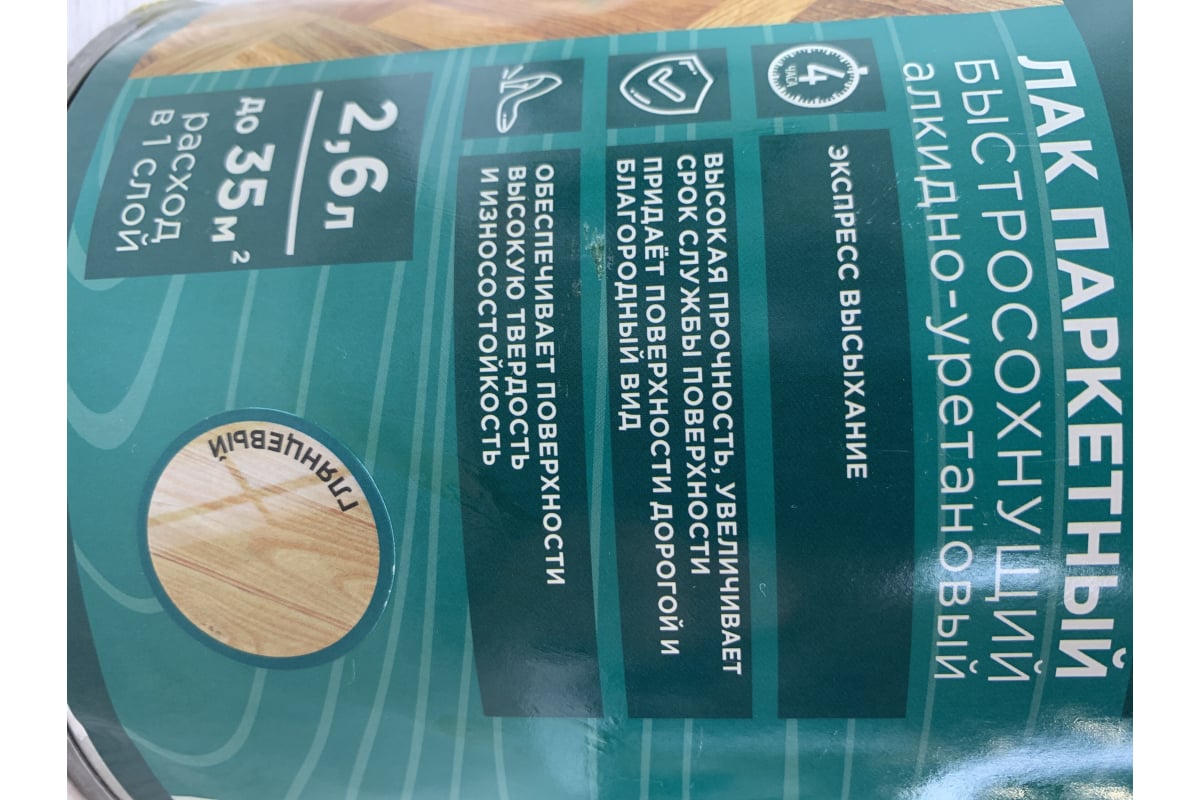 ЛАК ПАРКЕТНЫЙ
БЫСТРОСОХНУЩИЙ
алкидно-уретановый
4
ЧАСА
ЭКСПРЕСС ВЫСЫХАНИЕ
ВЫСОКАЯ ПРОЧНОСТЬ, УВЕЛИЧИВАЕТ
СРОК СЛУЖБЫ ПОВЕРХНОСТИ
ПРИДАЁТ ПОВЕРХНОСТИ ДОРОГОЙ И
БЛАГОРОДНЫЙ ВИД
ОБЕСПЕЧИВАЕТ ПОВЕРХНОСТИ
ВЫСОКУЮ ТВЕРДОСТЬ
И ИЗНОСОСТОЙКОСТЬ
2,6 л
до 35 м²
расход
в 1 слой
ГЛЯНЦЕВЫЙ